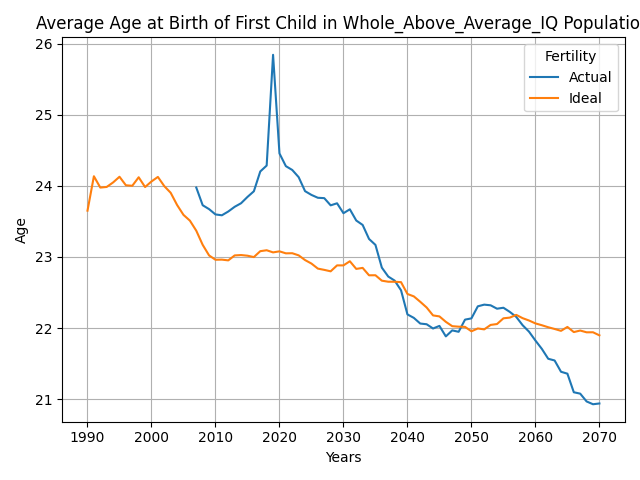 Average Age at Birth of First Child in Whole_Above_Average_IQ Populatio
26
25
24
23
22
21
Age
Fertility
Actual
Ideal
1990 2000 2010 2020 2030 2040 2050 2060 2070
Years